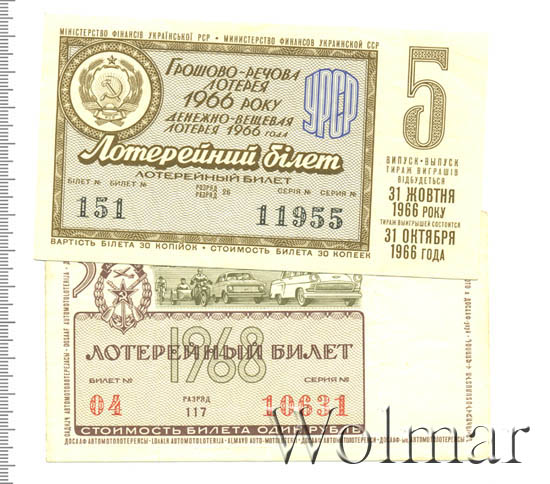 МІНІСТЕРСТВО ФІНАНСІВ УКРАЇНСЬКОЇ РСР • МИНИСТЕРСТВО ФИНАНСОВ УКРАИНСКОЙ ССР
ГРОШОВО-РЕЧОВА
ЛОТЕРЕЯ
1966 РОКУ
ДЕНЕЖНО-ВЕЩЕВАЯ
ЛОТЕРЕЯ 1966 ГОДА
УРСР
Лотерейний білет
ЛОТЕРЕЙНЫЙ БИЛЕТ
БІЛЕТ № БИЛЕТ № РОЗРЯД 26 СЕРІЯ № СЕРИЯ №
РАЗРЯД
151 11955
ВАРТІСТЬ БІЛЕТА 30 КОПІЙОК • СТОИМОСТЬ БИЛЕТА 30 КОПЕЕК
5
ВИПУСК • ВЫПУСК
ТИРАЖ ВИГРАШІВ
ВІДБУДЕТЬСЯ
31 ЖОВТНЯ
1966 РОКУ
ТИРАЖ ВЫИГРЫШЕЙ СОСТОИТСЯ
31 ОКТЯБРЯ
1966 ГОДА
1968
ЛОТЕРЕЙНЫЙ БИЛЕТ
БИЛЕТ № РАЗРЯД СЕРИЯ №
04 117 10631
СТОИМОСТЬ БИЛЕТА ОДИН РУБЛЬ
Wolmar